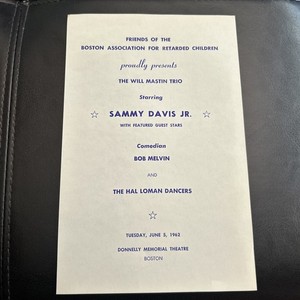 FRIENDS OF THE
BOSTON ASSOCIATION FOR RETARDED CHILDREN
proudly presents
THE WILL MASTIN TRIO
Starring
☆ SAMMY DAVIS JR. ☆
WITH FEATURED GUEST STARS
Comedian
BOB MELVIN
AND
THE HAL LOMAN DANCERS
☆
TUESDAY, JUNE 5, 1962
DONNELLY MEMORIAL THEATRE
BOSTON